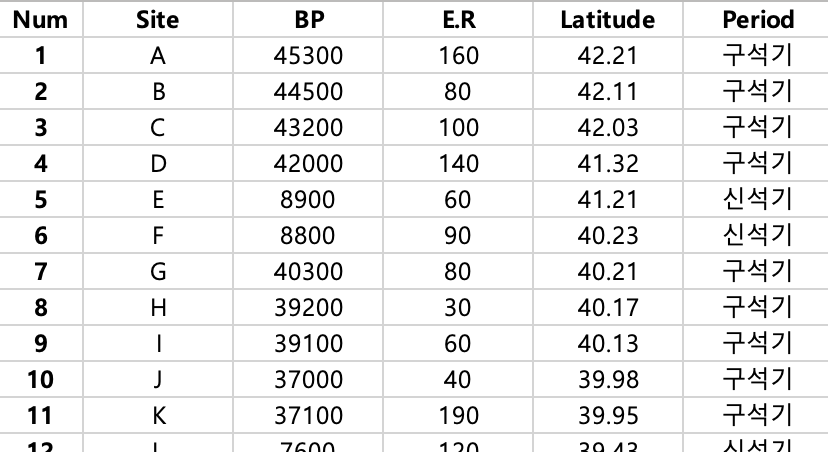 Num Site BP E.R Latitude Period
1 A 45300 160 42.21 구석기
2 B 44500 80 42.11 구석기
3 C 43200 100 42.03 구석기
4 D 42000 140 41.32 구석기
5 E 8900 60 41.21 신석기
6 F 8800 90 40.23 신석기
7 G 40300 80 40.21 구석기
8 H 39200 30 40.17 구석기
9 I 39100 60 40.13 구석기
10 J 37000 40 39.98 구석기
11 K 37100 190 39.95 구석기
12 7600 120 39.43 신석기